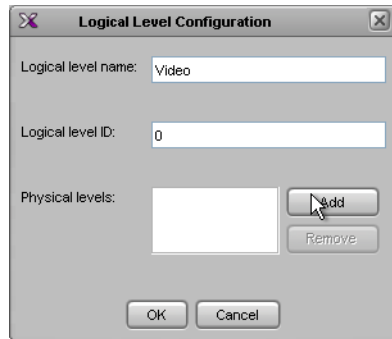 Logical Level Configuration
Logical level name: Video
Logical level ID: 0
Physical levels:
Add
Remove
OK Cancel